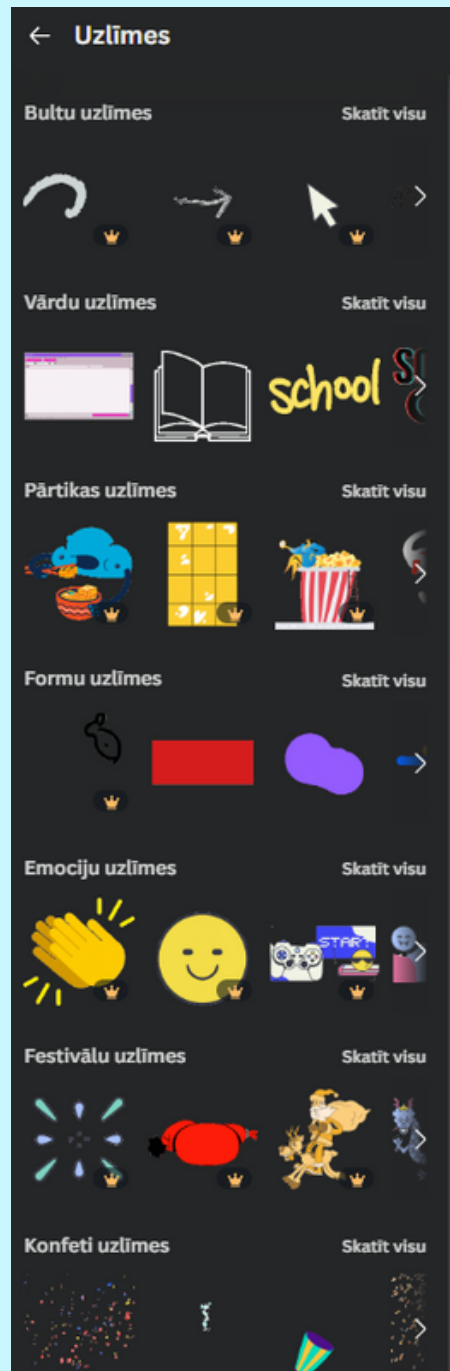 Uzlīmes
Bultu uzlīmes Skatīt visu
Vārdu uzlīmes Skatīt visu
school
Pārtikas uzlīmes Skatīt visu
Formu uzlīmes Skatīt visu
Emociju uzlīmes Skatīt visu
START
Festivālu uzlīmes Skatīt visu
Konfeti uzlīmes Skatīt visu